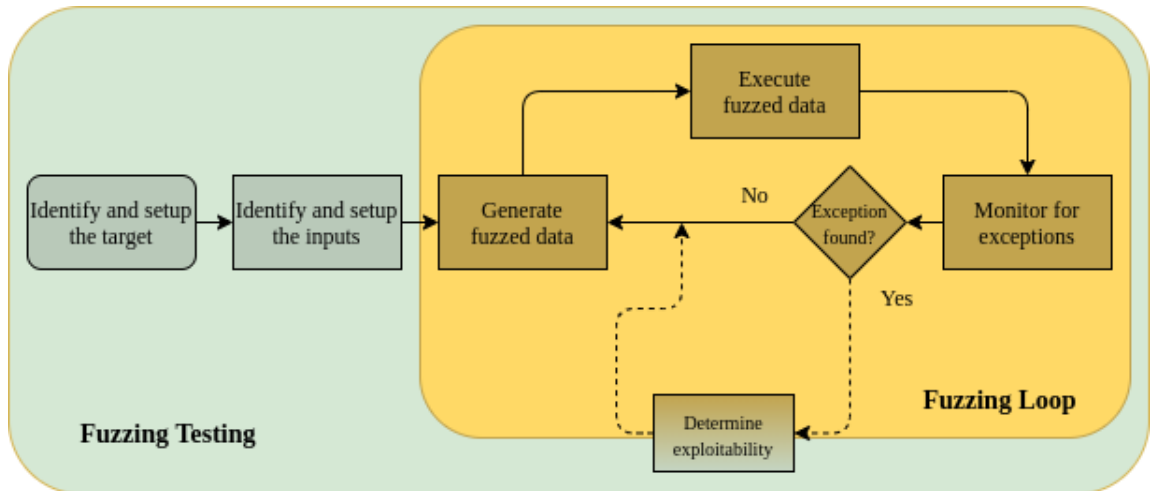 Identify and setup
the target
Identify and setup
the inputs
Generate
fuzzed data
Execute
fuzzed data
Monitor for
exceptions
Exception
found?
No
Yes
Determine
exploitability
Fuzzing Loop
Fuzzing Testing